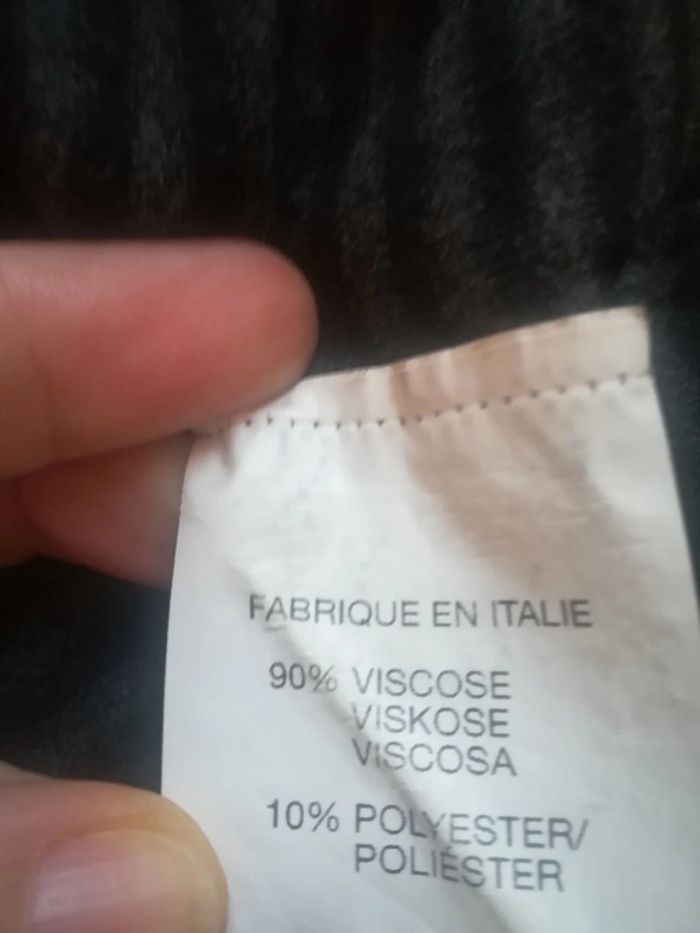 FABRIQUE EN ITALIE
90% VISCOSE
VISKOSE
VISCOSA
10% POLYESTER/
POLIÉSTER